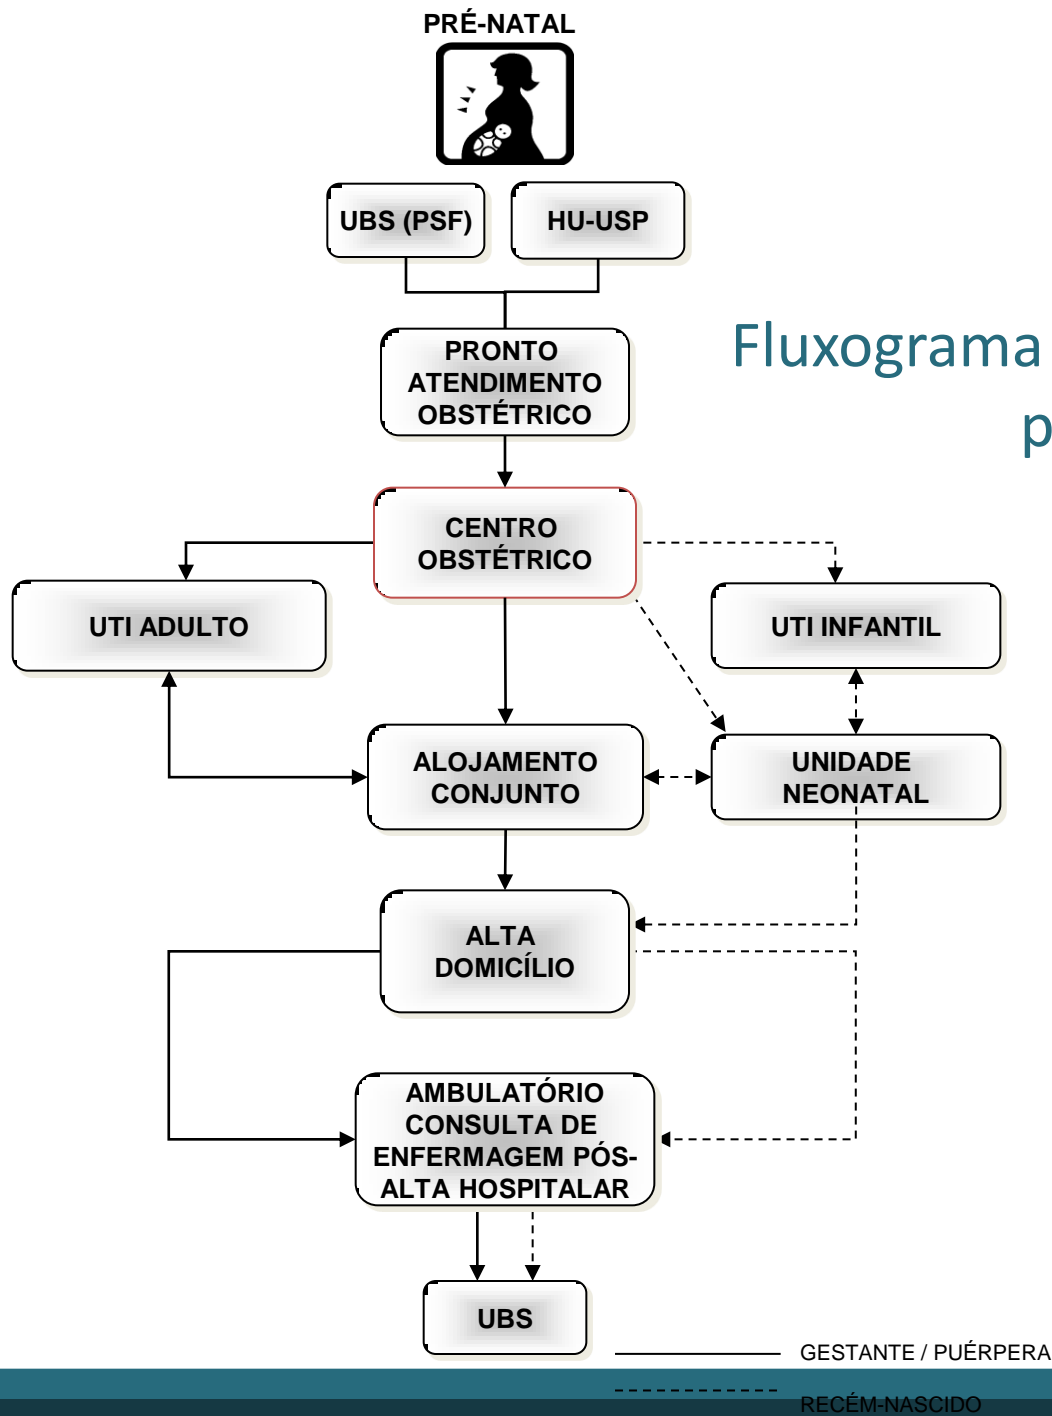 PRÉ-NATAL
UBS (PSF)
HU-USP
PRONTO
ATENDIMENTO
OBSTÉTRICO
Fluxograma
p
CENTRO
OBSTÉTRICO
UTI ADULTO
UTI INFANTIL
ALOJAMENTO
CONJUNTO
UNIDADE
NEONATAL
ALTA
DOMICÍLIO
AMBULATÓRIO
CONSULTA DE
ENFERMAGEM PÓS-
ALTA HOSPITALAR
UBS
GESTANTE / PUÉRPERA
RECÉM-NASCIDO